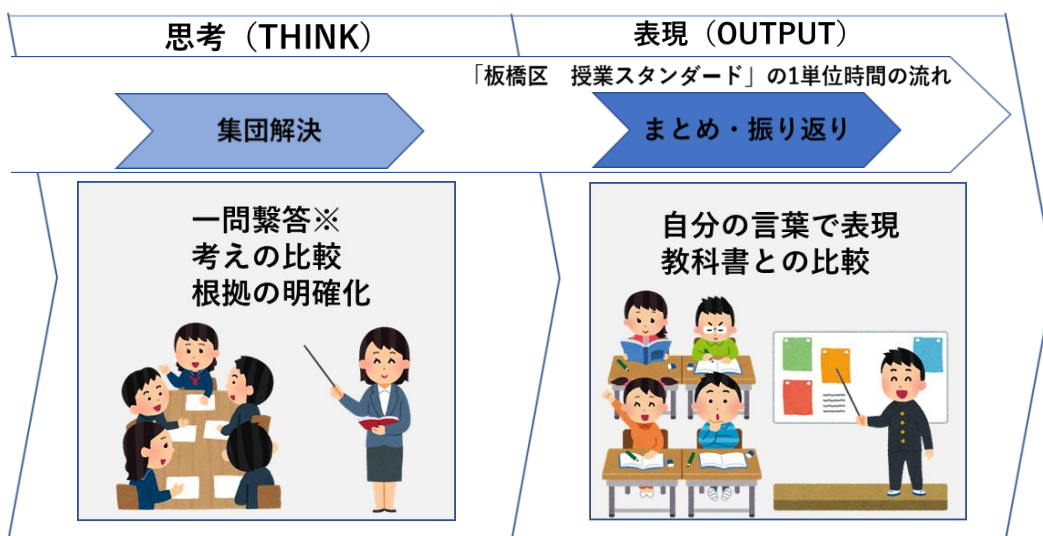 思考（THINK）
表現（OUTPUT）
「板橋区　授業スタンダード」の1単位時間の流れ
集団解決
まとめ・振り返り
一問繋答※
考えの比較
根拠の明確化
自分の言葉で表現
教科書との比較